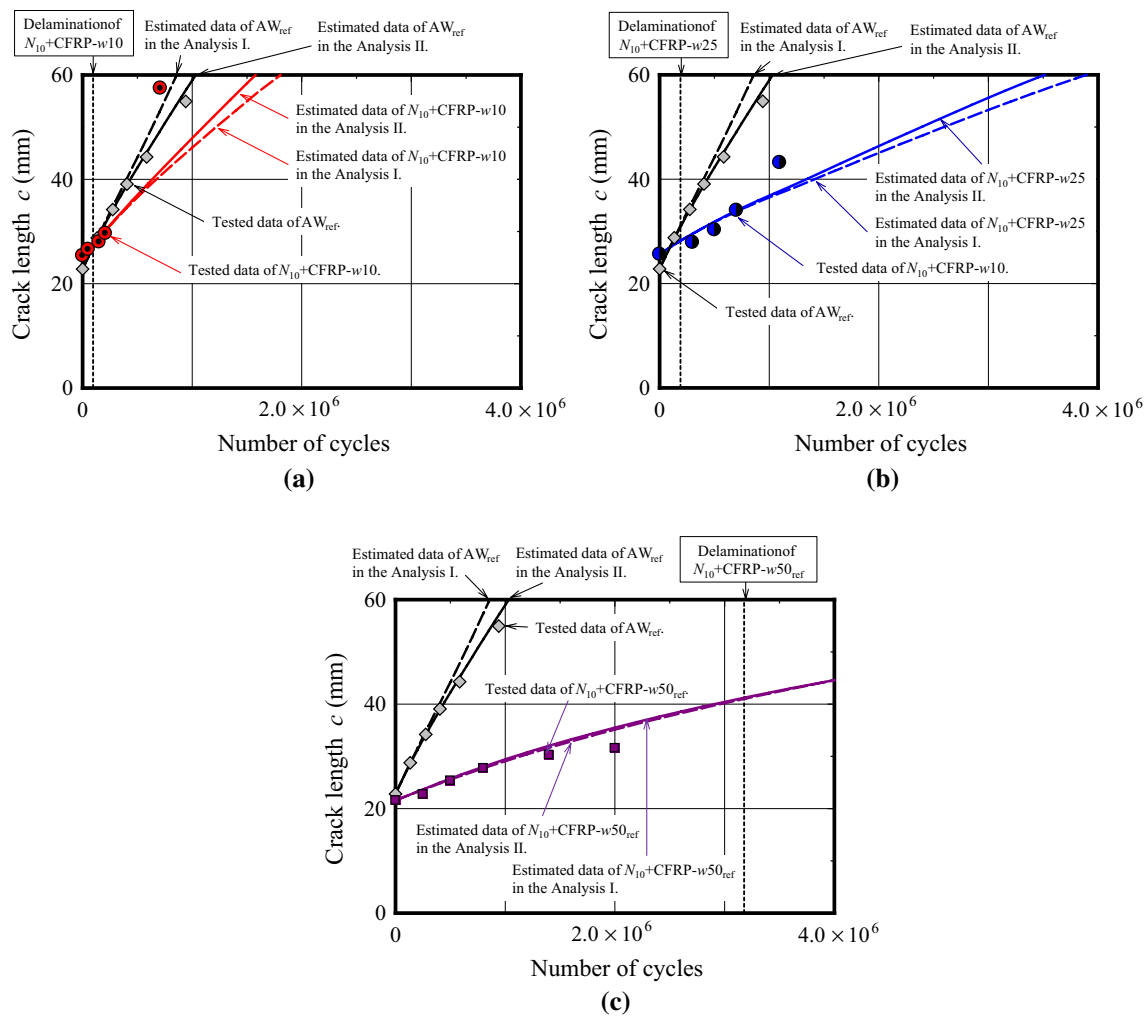 Delaminationof
N10+CFRP-w10
Estimated data of AWref
in the Analysis I.
Estimated data of AWref
in the Analysis II.
60
40
20
0
Crack length c (mm)
Estimated data of N10+CFRP-w10
in the Analysis II.
Estimated data of N10+CFRP-w10
in the Analysis I.
Tested data of AWref.
Tested data of N10+CFRP-w10.
0
2.0 × 10^6
4.0 × 10^6
Number of cycles
(a)
Delaminationof
N10+CFRP-w25
Estimated data of AWref
in the Analysis I.
Estimated data of AWref
in the Analysis II.
60
40
20
0
Crack length c (mm)
Estimated data of N10+CFRP-w25
in the Analysis II.
Estimated data of N10+CFRP-w25
in the Analysis I.
Tested data of N10+CFRP-w10.
Tested data of AWref.
0
2.0 × 10^6
4.0 × 10^6
Number of cycles
(b)
Estimated data of AWref
in the Analysis I.
Estimated data of AWref
in the Analysis II.
Delaminationof
N10+CFRP-w50ref
60
40
20
0
Crack length c (mm)
Tested data of AWref.
Tested data of N10+CFRP-w50ref.
Estimated data of N10+CFRP-w50ref
in the Analysis II.
Estimated data of N10+CFRP-w50ref
in the Analysis I.
0
2.0 × 10^6
4.0 × 10^6
Number of cycles
(c)